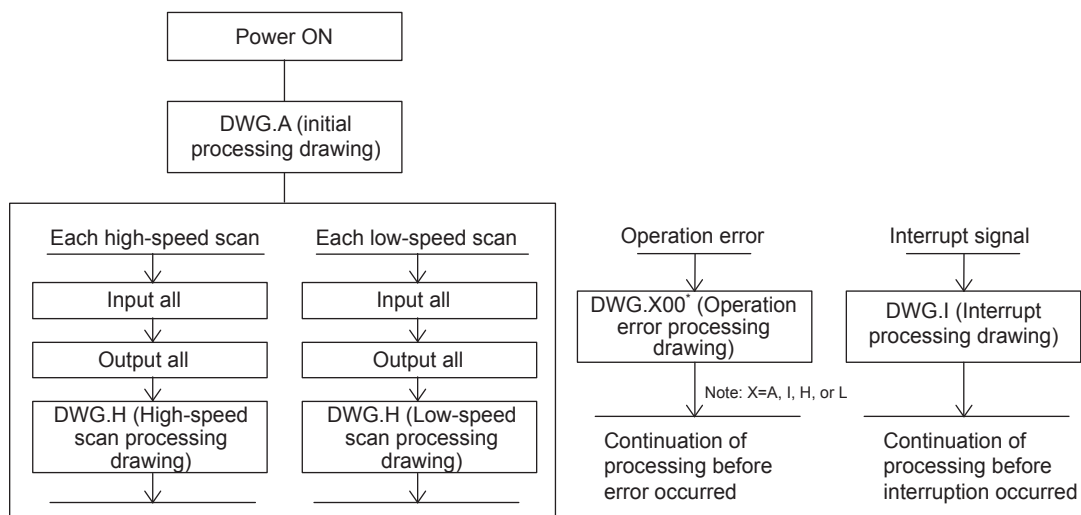 Power ON
DWG.A (initial
processing drawing)
Each high-speed scan
Input all
Output all
DWG.H (High-speed
scan processing
drawing)
Each low-speed scan
Input all
Output all
DWG.H (Low-speed
scan processing
drawing)
Operation error
DWG.X00* (Operation
error processing
drawing)
Note: X=A, I, H, or L
Continuation of
processing before
error occurred
Interrupt signal
DWG.I (Interrupt
processing drawing)
Continuation of
processing before
interruption occurred